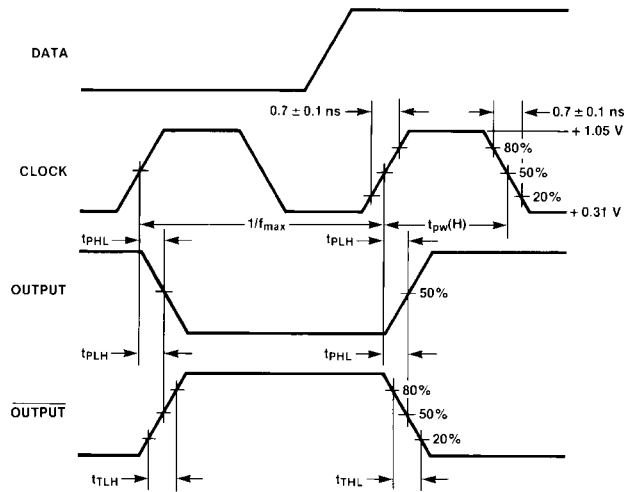 DATA
0.7 ± 0.1 ns
0.7 ± 0.1 ns
+ 1.05 V
CLOCK
80%
50%
20%
+ 0.31 V
1/fmax
tpw(H)
tPHL
tPLH
OUTPUT
50%
tPLH
tPHL
OUTPUT
80%
50%
20%
tTLH
tTHL